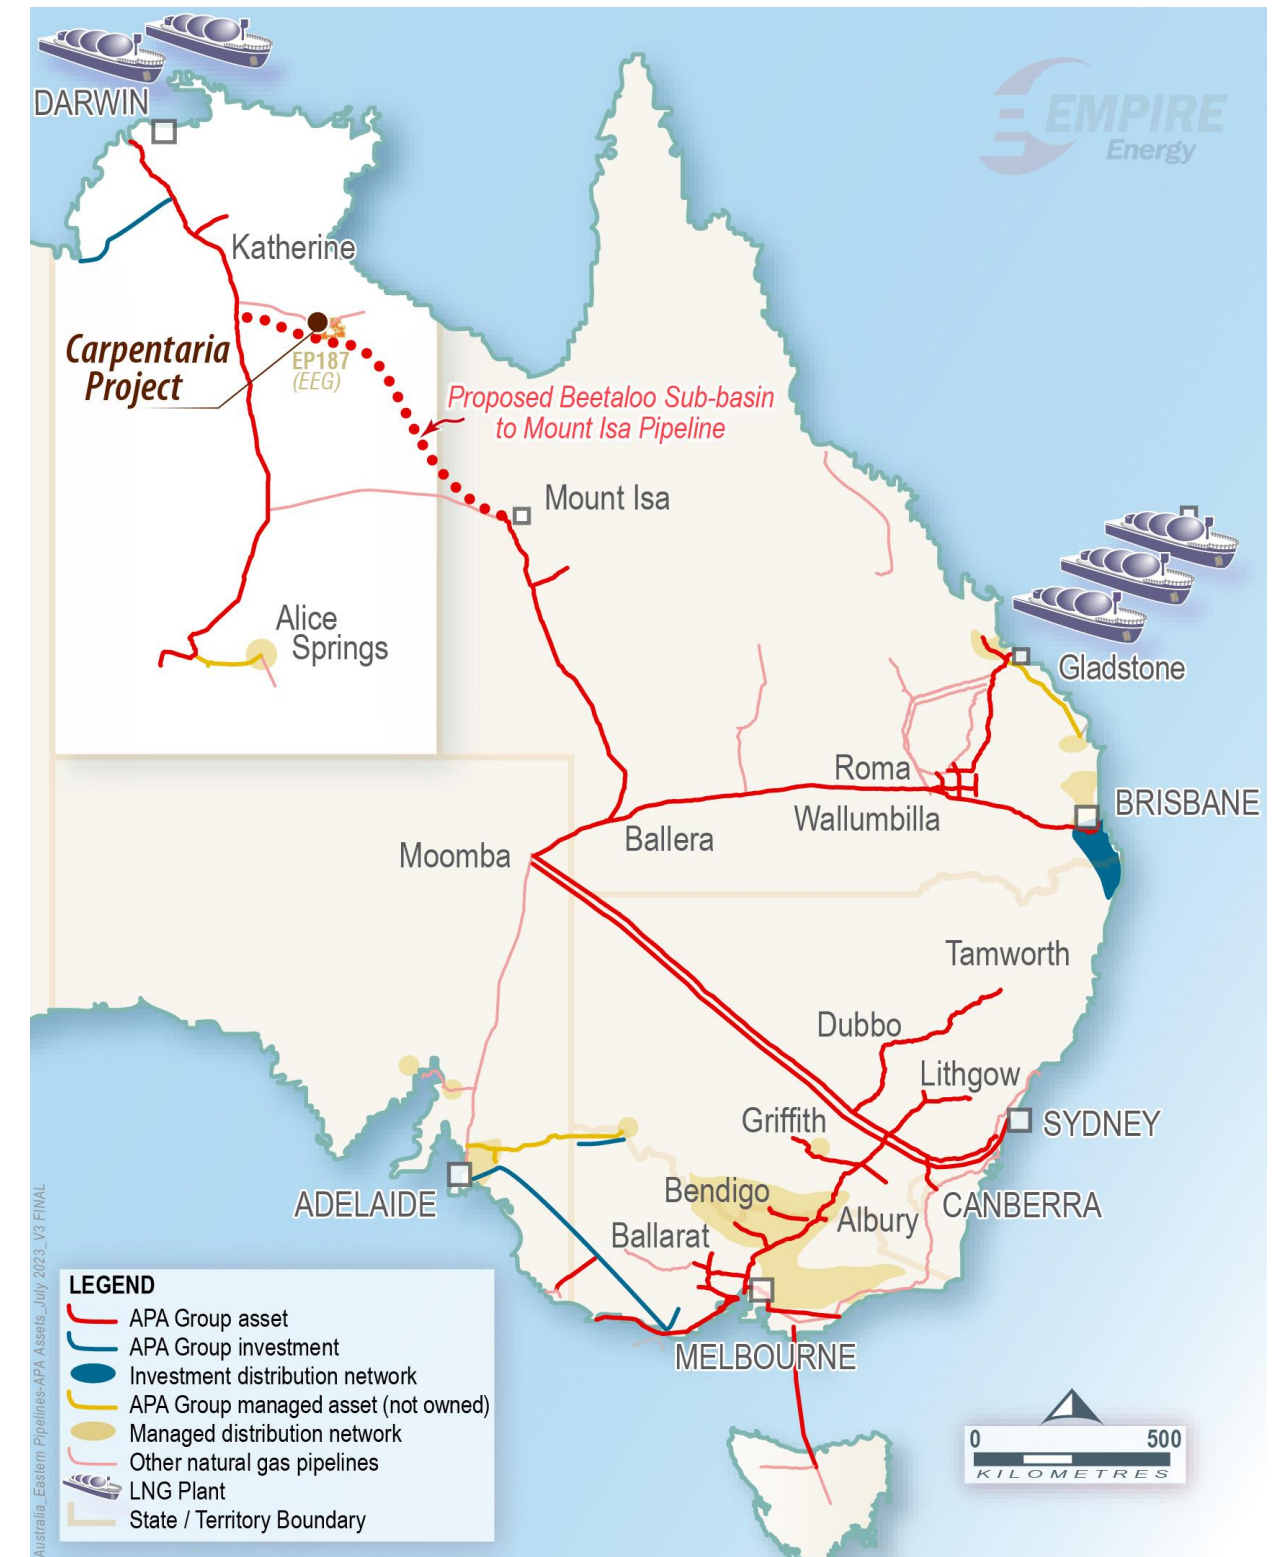 DARWIN
EMPIRE
Energy
Katherine
Carpentaria
Project
EP187
(EEG)
Proposed Beetaloo Sub-basin
to Mount Isa Pipeline
Mount Isa
Alice
Springs
Gladstone
Roma
BRISBANE
Wallumbilla
Ballera
Moomba
Tamworth
Dubbo
Lithgow
Griffith
SYDNEY
ADELAIDE
Bendigo
CANBERRA
Albury
Ballarat
MELBOURNE
LEGEND
APA Group asset
APA Group investment
Investment distribution network
APA Group managed asset (not owned)
Managed distribution network
Other natural gas pipelines
LNG Plant
State / Territory Boundary
0 500
KILOMETRES
Australia_Eastern Pipelines-APA Assets_July 2023_V3 FINAL